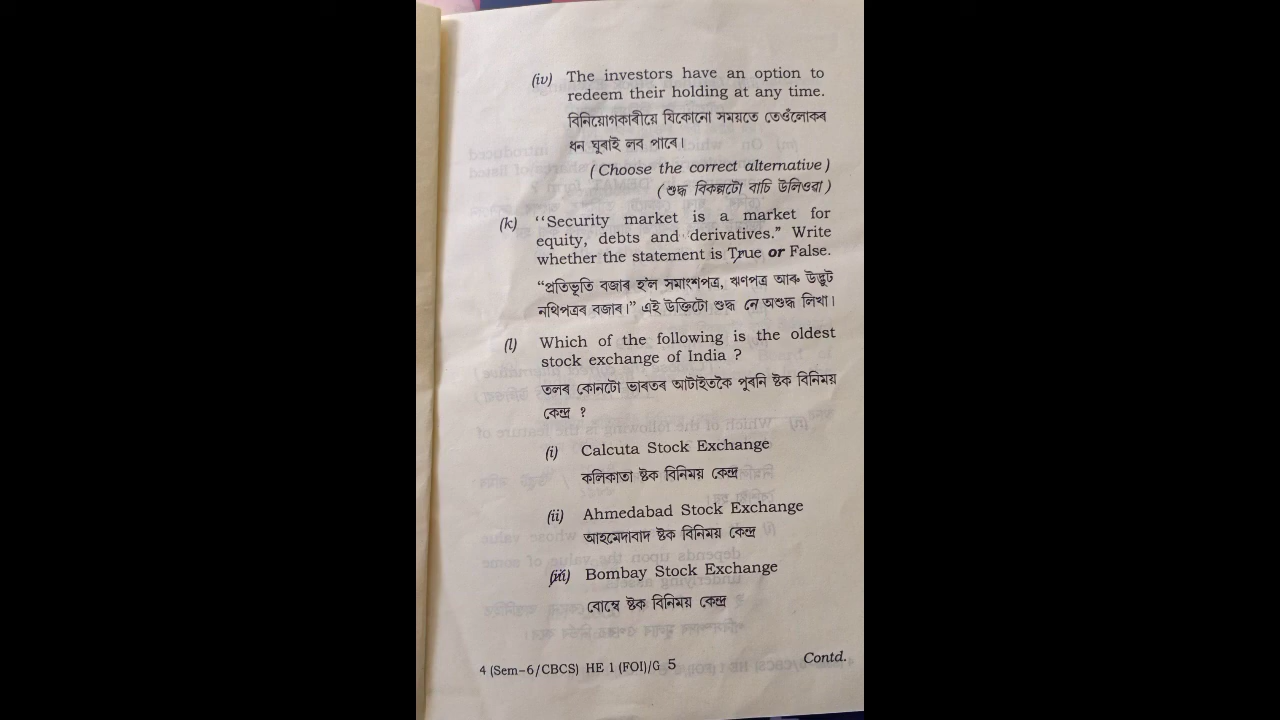 (iv) The investors have an option to
redeem their holding at any time.
বিনিয়োগকাৰীয়ে যিকোনো সময়তে তেওঁলোকৰ
ধন ঘূৰাই লব পাৰে।
(Choose the correct alternative)
(শুদ্ধ বিকল্পটো বাচি উলিওৱা)
(k) ‘‘Security market is a market for
equity, debts and derivatives.” Write
whether the statement is True or False.
“প্ৰতিভূতি বজাৰ হ'ল সমাংশপত্ৰ, ঋণপত্ৰ আৰু উদ্ভূট
নথিপত্ৰৰ বজাৰ।” এই উক্তিটো শুদ্ধ নে অশুদ্ধ লিখা।
(l) Which of the following is the oldest
stock exchange of India ?
তলৰ কোনটো ভাৰতৰ আটাইতকৈ পুৰনি ষ্টক বিনিময়
কেন্দ্ৰ ?
(i) Calcuta Stock Exchange
কলিকাতা ষ্টক বিনিময় কেন্দ্ৰ
(ii) Ahmedabad Stock Exchange
আহমেদাবাদ ষ্টক বিনিময় কেন্দ্ৰ
(iii) Bombay Stock Exchange
বোম্বে ষ্টক বিনিময় কেন্দ্ৰ
4 (Sem-6/CBCS) HE 1 (FOI)/G 5
Contd.